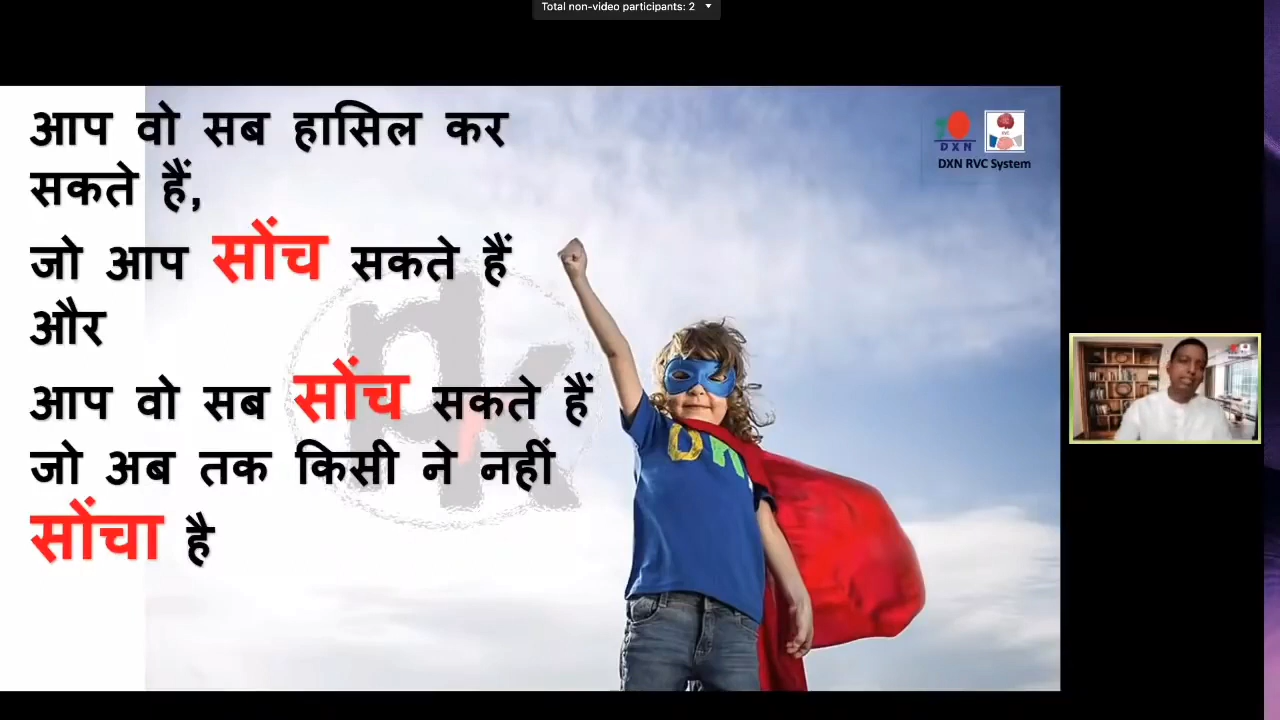 Total non-video participants: 2
आप वो सब हासिल कर
सकते हैं,
जो आप सोंच सकते हैं
और
आप वो सब सोंच सकते हैं
जो अब तक किसी ने नहीं
सोंचा है
DXN
DXN RVC System